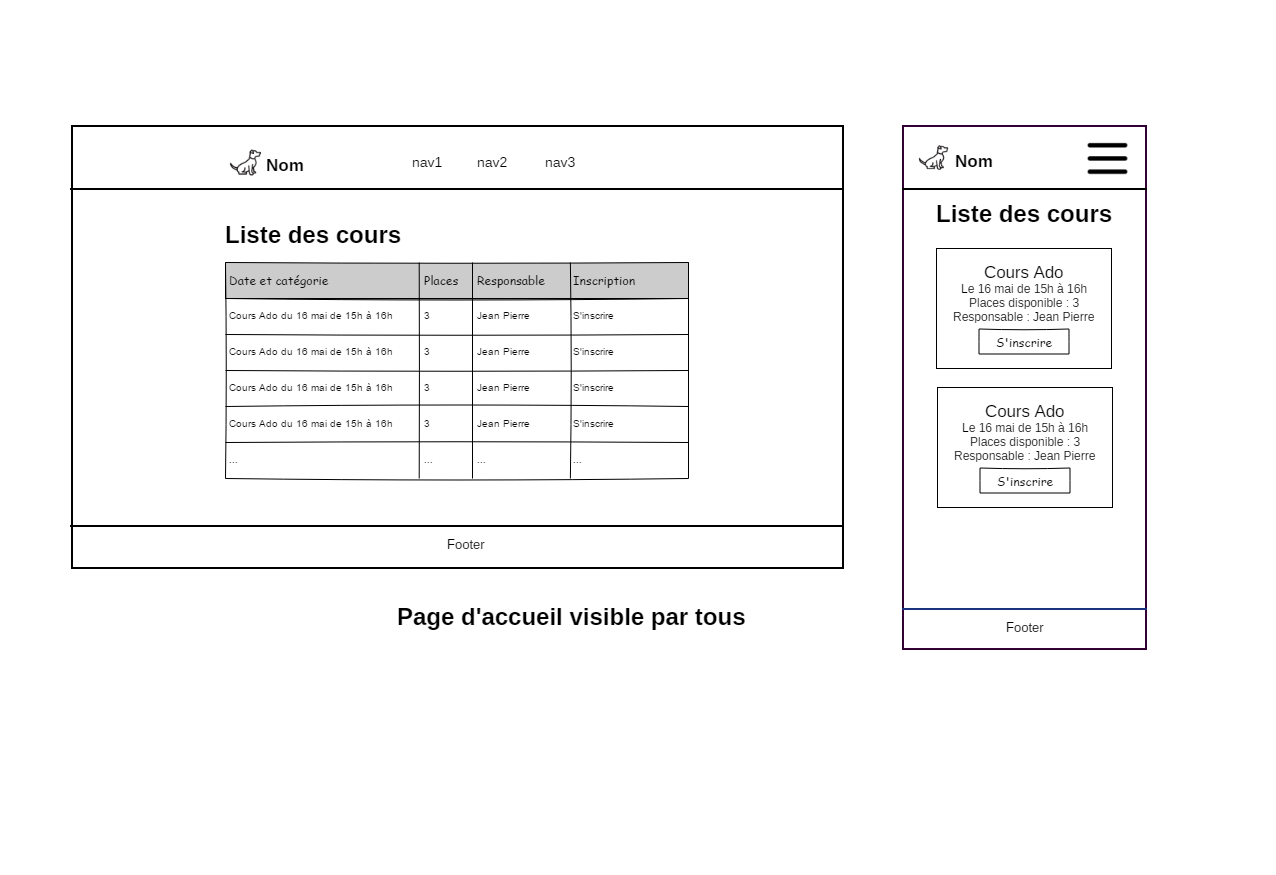 Nom nav1 nav2 nav3
Liste des cours
Date et catégorie Places Responsable Inscription
Cours Ado du 16 mai de 15h à 16h 3 Jean Pierre S'inscrire
Cours Ado du 16 mai de 15h à 16h 3 Jean Pierre S'inscrire
Cours Ado du 16 mai de 15h à 16h 3 Jean Pierre S'inscrire
Cours Ado du 16 mai de 15h à 16h 3 Jean Pierre S'inscrire
... ... ... ...
Footer
Page d'accueil visible par tous
Nom
Liste des cours
Cours Ado
Le 16 mai de 15h à 16h
Places disponible : 3
Responsable : Jean Pierre
S'inscrire
Cours Ado
Le 16 mai de 15h à 16h
Places disponible : 3
Responsable : Jean Pierre
S'inscrire
Footer